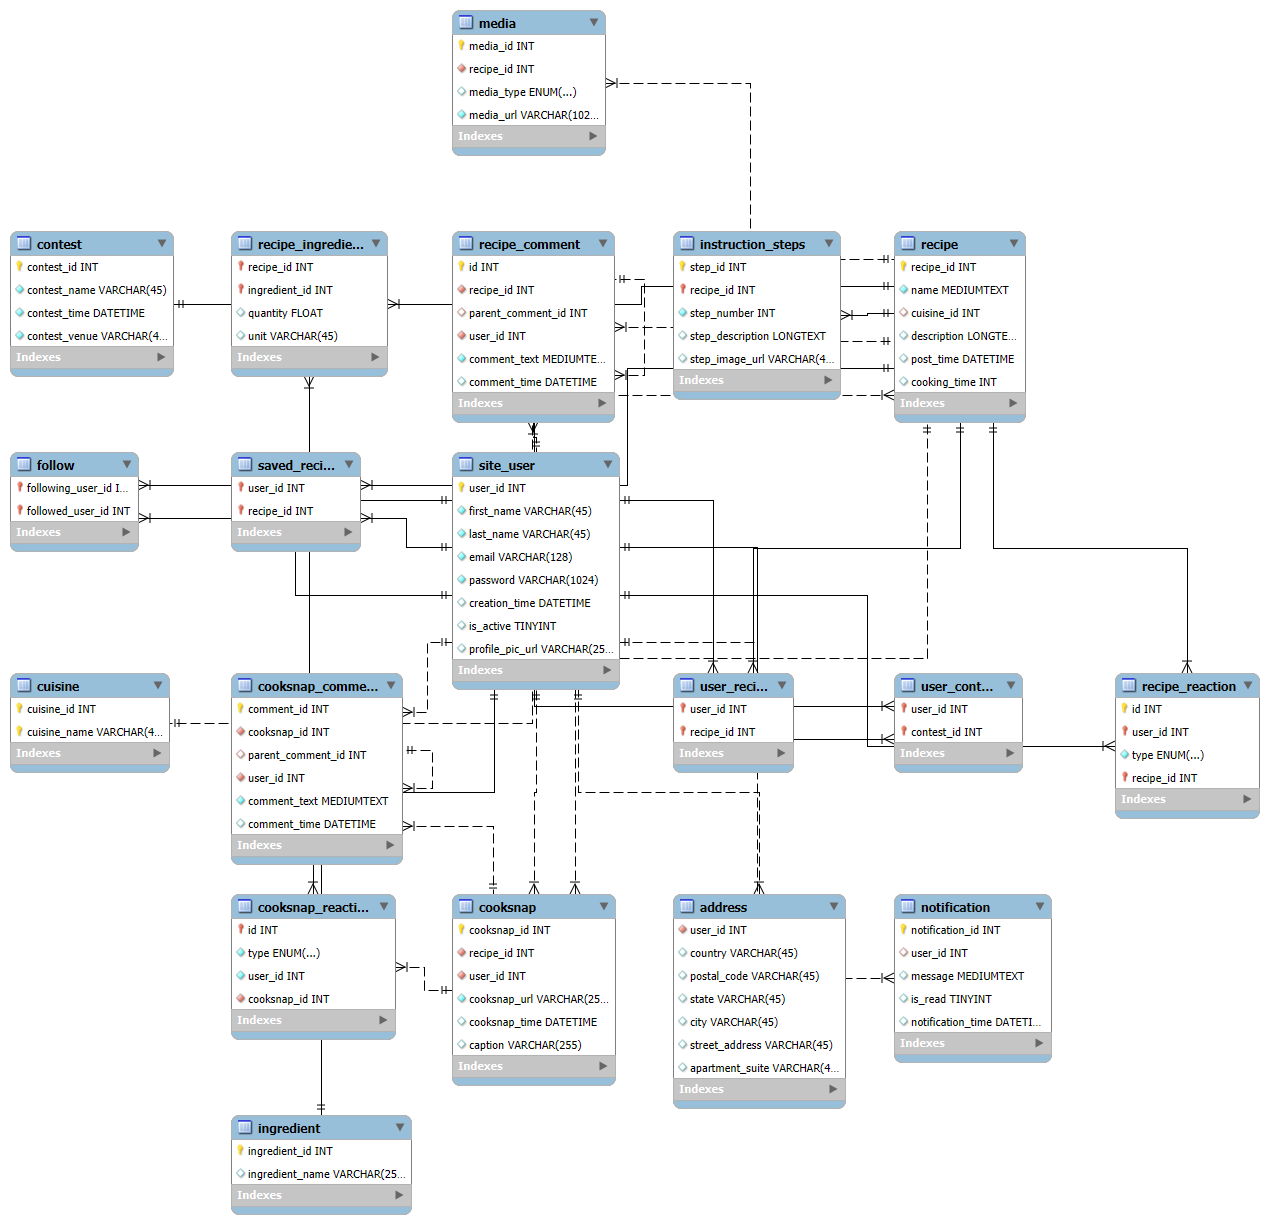 media
media_id INT
recipe_id INT
media_type ENUM(...)
media_url VARCHAR(102...
Indexes
contest
contest_id INT
contest_name VARCHAR(45)
contest_time DATETIME
contest_venue VARCHAR(4...
Indexes
recipe_ingredie...
recipe_id INT
ingredient_id INT
quantity FLOAT
unit VARCHAR(45)
Indexes
recipe_comment
id INT
recipe_id INT
parent_comment_id INT
user_id INT
comment_text MEDIUMTE...
comment_time DATETIME
Indexes
instruction_steps
step_id INT
recipe_id INT
step_number INT
step_description LONGTEXT
step_image_url VARCHAR(4...
Indexes
recipe
recipe_id INT
name MEDIUMTEXT
cuisine_id INT
description LONGTE...
post_time DATETIME
cooking_time INT
Indexes
follow
following_user_id I...
followed_user_id INT
Indexes
saved_reci...
user_id INT
recipe_id INT
Indexes
site_user
user_id INT
first_name VARCHAR(45)
last_name VARCHAR(45)
email VARCHAR(128)
password VARCHAR(1024)
creation_time DATETIME
is_active TINYINT
profile_pic_url VARCHAR(25...
Indexes
cuisine
cuisine_id INT
cuisine_name VARCHAR(4...
Indexes
cooksnap_comme...
comment_id INT
cooksnap_id INT
parent_comment_id INT
user_id INT
comment_text MEDIUMTEXT
comment_time DATETIME
Indexes
user_reci...
user_id INT
recipe_id INT
Indexes
user_cont...
user_id INT
contest_id INT
Indexes
recipe_reaction
id INT
user_id INT
type ENUM(...)
recipe_id INT
Indexes
cooksnap_reacti...
id INT
type ENUM(...)
user_id INT
cooksnap_id INT
Indexes
cooksnap
cooksnap_id INT
recipe_id INT
user_id INT
cooksnap_url VARCHAR(25...
cooksnap_time DATETIME
caption VARCHAR(255)
Indexes
address
user_id INT
country VARCHAR(45)
postal_code VARCHAR(45)
state VARCHAR(45)
city VARCHAR(45)
street_address VARCHAR(45)
apartment_suite VARCHAR(4...
Indexes
notification
notification_id INT
user_id INT
message MEDIUMTEXT
is_read TINYINT
notification_time DATETI...
Indexes
ingredient
ingredient_id INT
ingredient_name VARCHAR(25...
Indexes